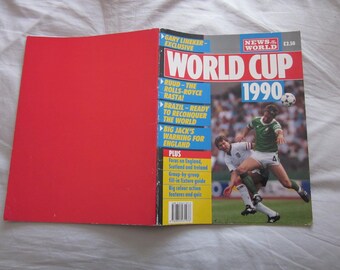 GARY LINEKER -
EXCLUSIVE
NEWS OF THE
WORLD
WORLD CUP
1990
RUUD - THE
ROLLS-ROYCE
RASTA!
BRAZIL - READY
TO RECONQUER
THE WORLD
BIG JACK'S
WARNING FOR
ENGLAND
PLUS
Focus on England,
Scotland and Ireland
Group by group
Fill-in fixture guide
Big colour action
features and quiz
4